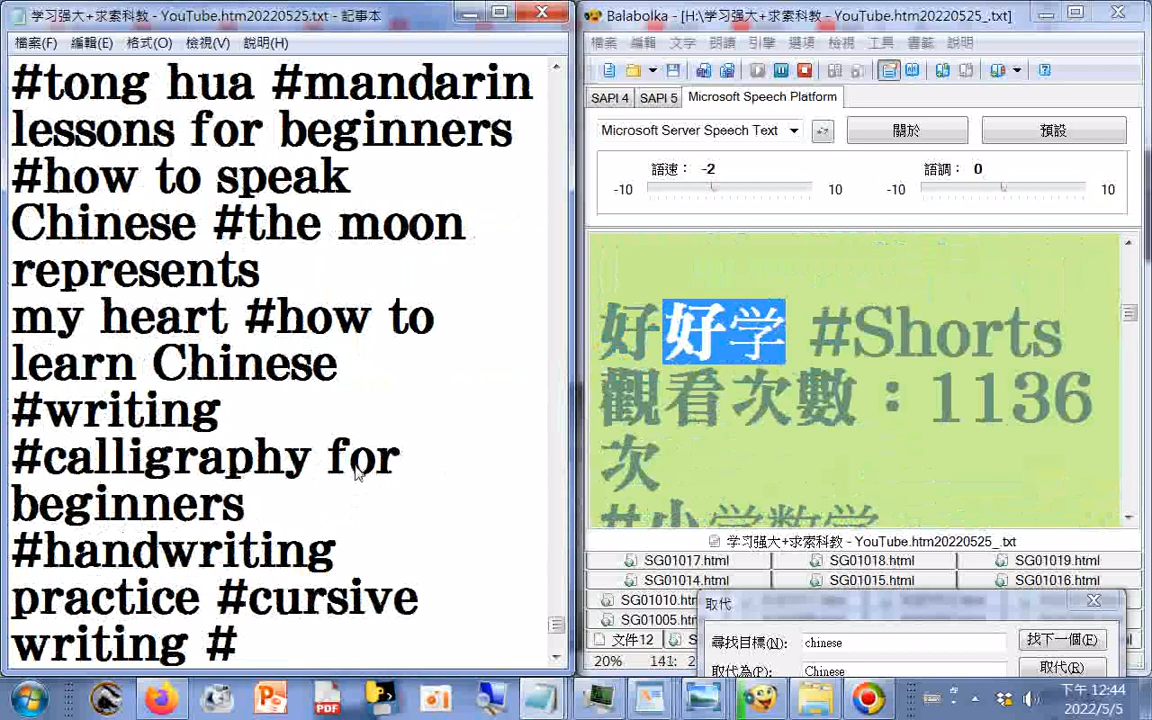 学习强大+求索科教 - YouTube.htm20220525.txt - 記事本
檔案(F) 編輯(E) 格式(O) 檢視(V) 說明(H)
#tong hua #mandarin
lessons for beginners
#how to speak
Chinese #the moon
represents
my heart #how to
learn Chinese
#writing
#calligraphy for
beginners
#handwriting
practice #cursive
writing #
Balabolka - [H:\学习强大+求索科教 - YouTube.htm20220525_.txt]
檔案 編輯 文字 朗讀 引擎 選項 檢視 工具 書籤 說明
SAPI 4 SAPI 5 Microsoft Speech Platform
Microsoft Server Speech Text 關於 預設
語速： -2 語調： 0
-10 10 -10 10
好好学 #Shorts
觀看次數：1136
次
#小学数学
学习强大+求索科教 - YouTube.htm20220525_.txt
SG01017.html SG01018.html SG01019.html
SG01014.html SG01015.html SG01016.html
SG01010.htm
SG01005.htm
文件12
20% 141:
取代
尋找目標(N): chinese 找下一個(E)
取代為(P): Chinese 取代(R)
PDF
下午 12:44
2022/5/5